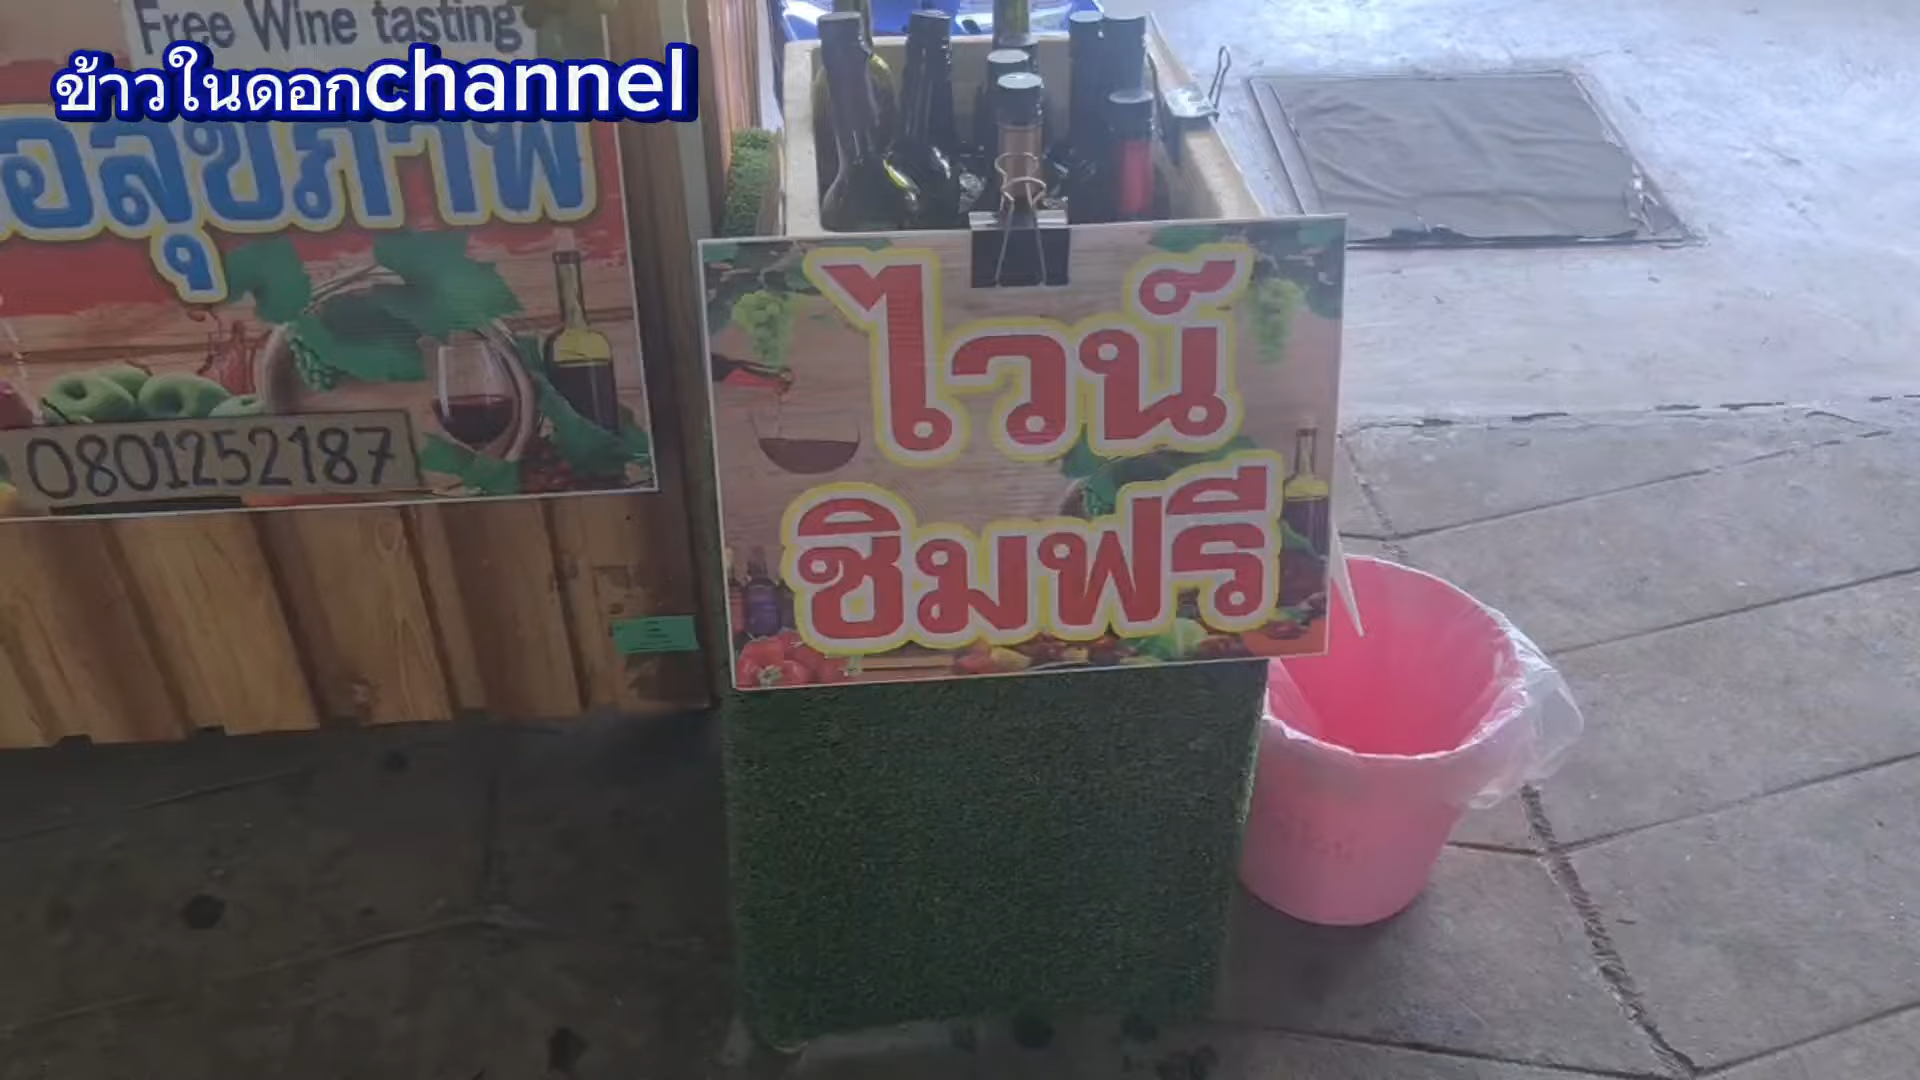 Free Wine tasting
ข้าวในดอกchannel
อสุขภาพ
0801252187
ไวน์
ชิมฟรี